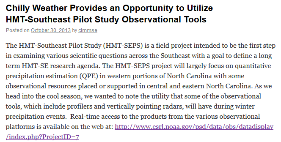 Chilly Weather Provides an Opportunity to Utilize
HMT-Southeast Pilot Study Observational Tools
Posted on October 30, 2013 by stmmsa
The HMT-Southeast Pilot Study (HMT-SEPS) is a field project intended to be the first step
in examining various scientific questions across the Southeast with a goal to define a long
term HMT-SE research agenda. The HMT-SEPS project will largely focus on quantitative
precipitation estimation (QPE) in western portions of North Carolina with some
observational resources placed or supported in central and eastern North Carolina. As we
head into the cool season, we wanted to note the utility that some of the observational
tools, which include profilers and vertically pointing radars, will have during winter
precipitation events. Real-time access to the products from the various observational
platforms is available on the web at: http://www.esrl.noaa.gov/psd/data/obs/datadisplay
/index.php?ProjectID=7